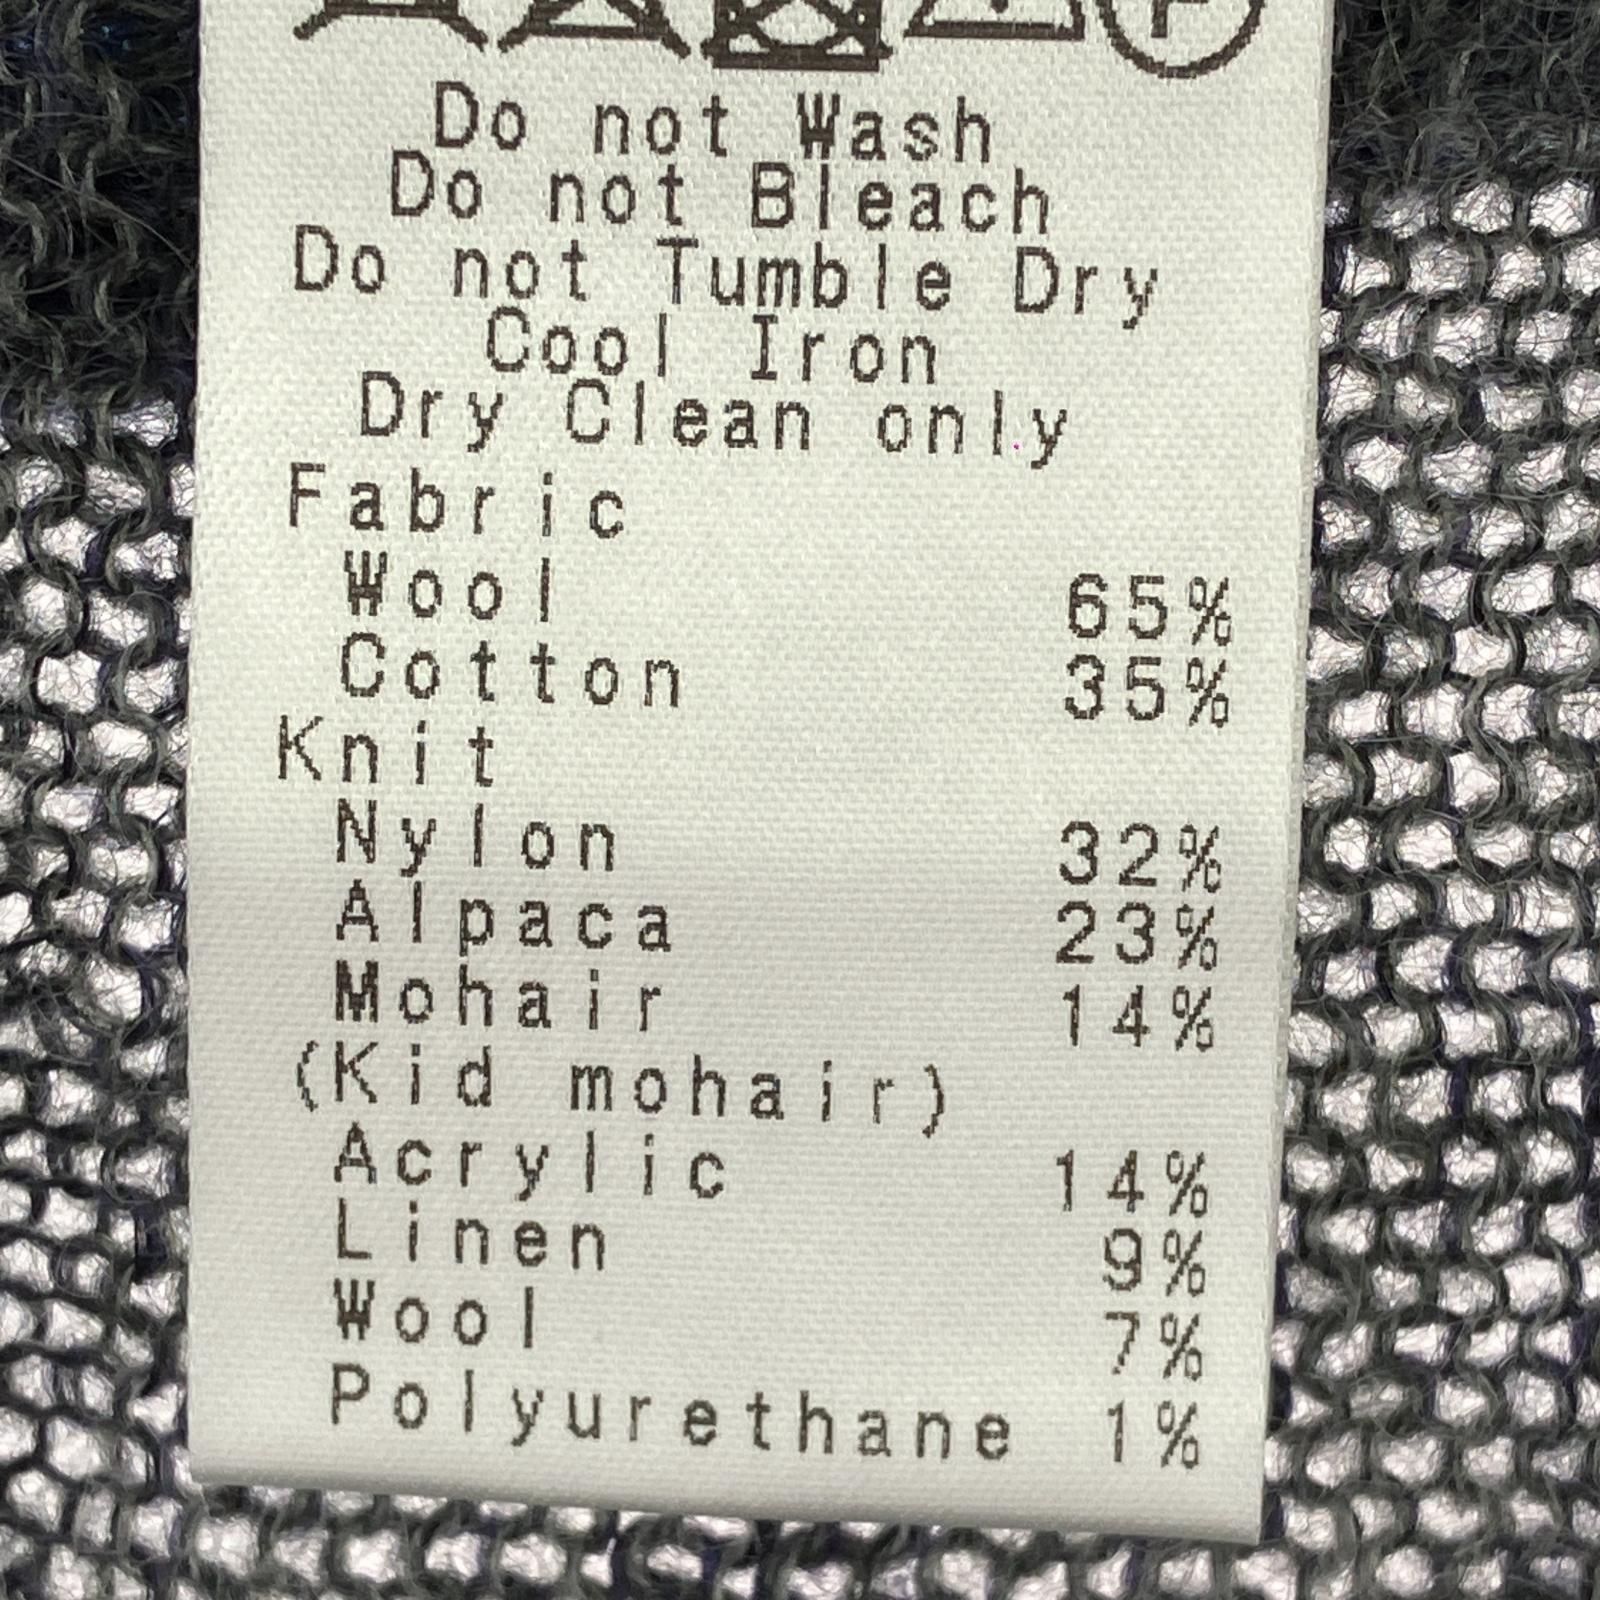 Do not Wash
Do not Bleach
Do not Tumble Dry
Cool Iron
Dry Clean only
Fabric
Wool 65%
Cotton 35%
Knit
Nylon 32%
Alpaca 23%
Mohair 14%
(Kid mohair)
Acrylic 14%
Linen 9%
Wool 7%
Polyurethane 1%